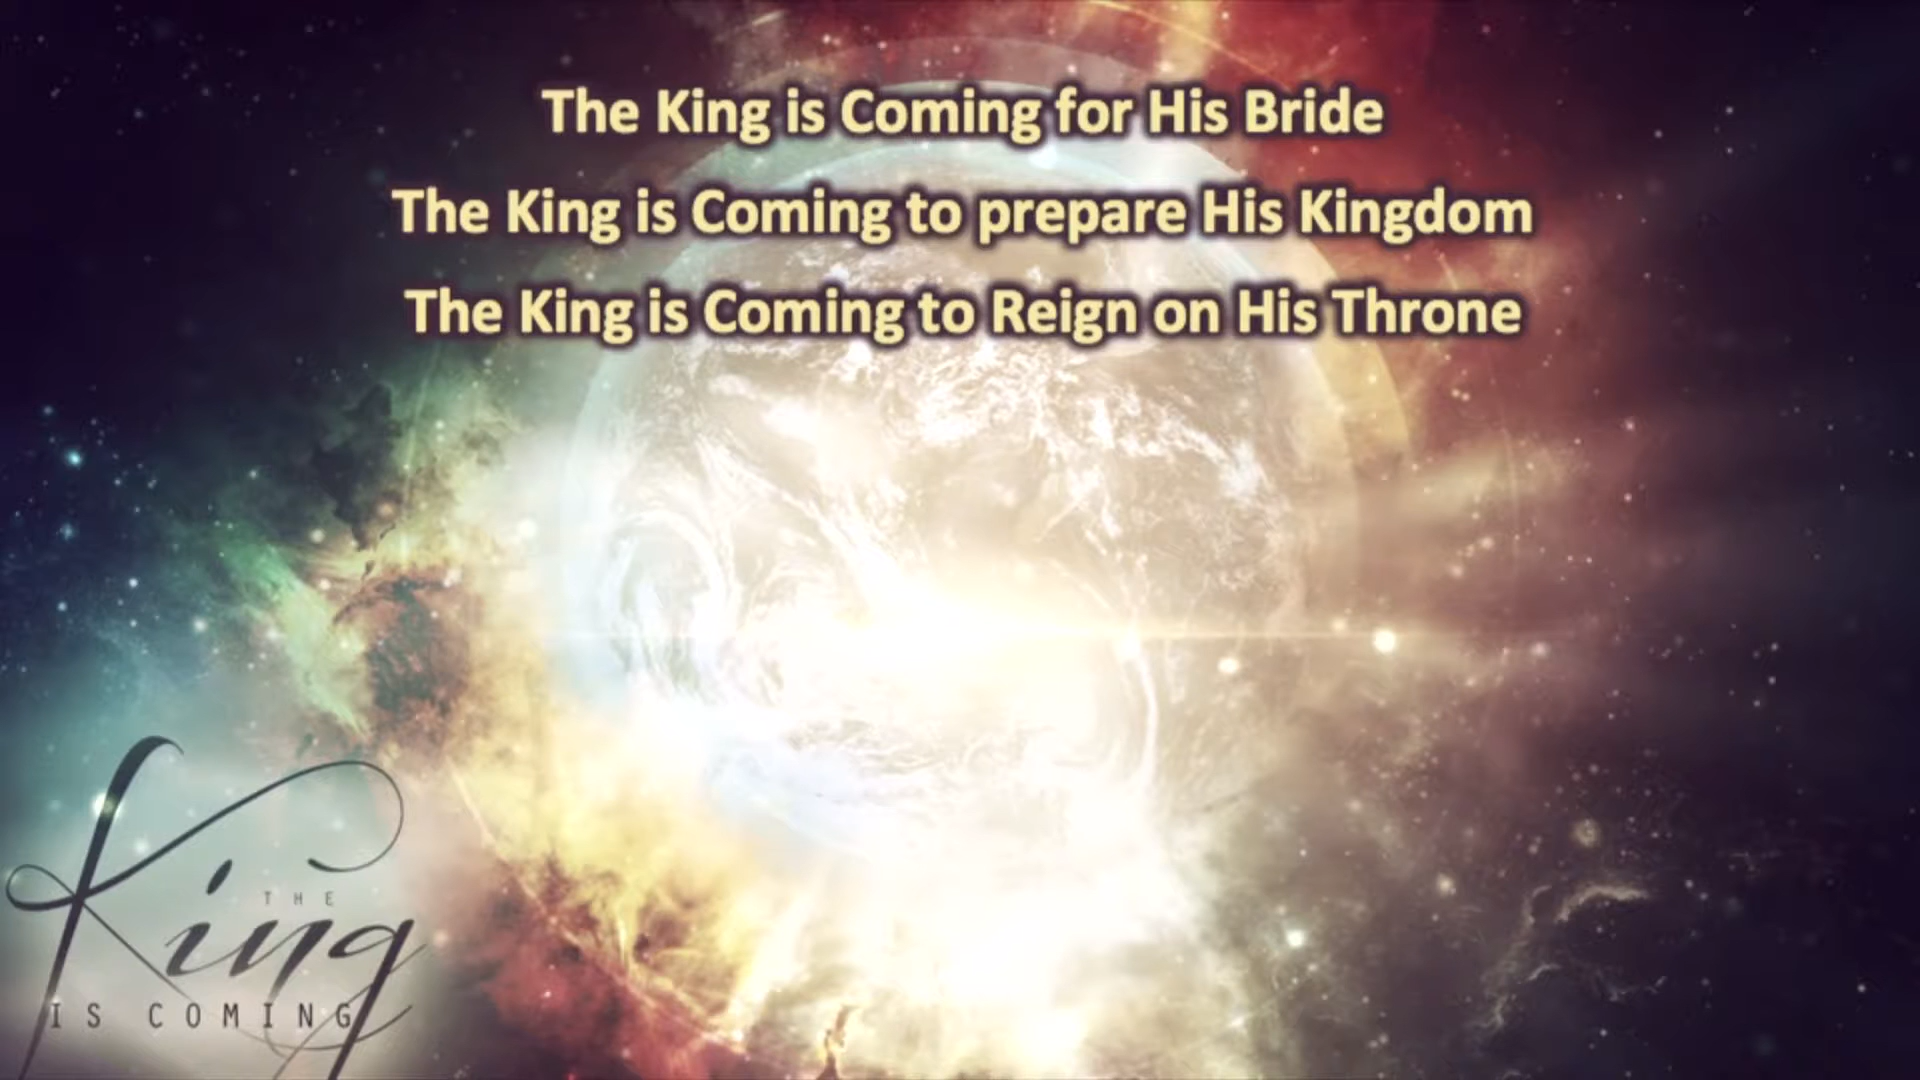 The King is Coming for His Bride
The King is Coming to prepare His Kingdom
The King is Coming to Reign on His Throne
THE
King
IS COMING